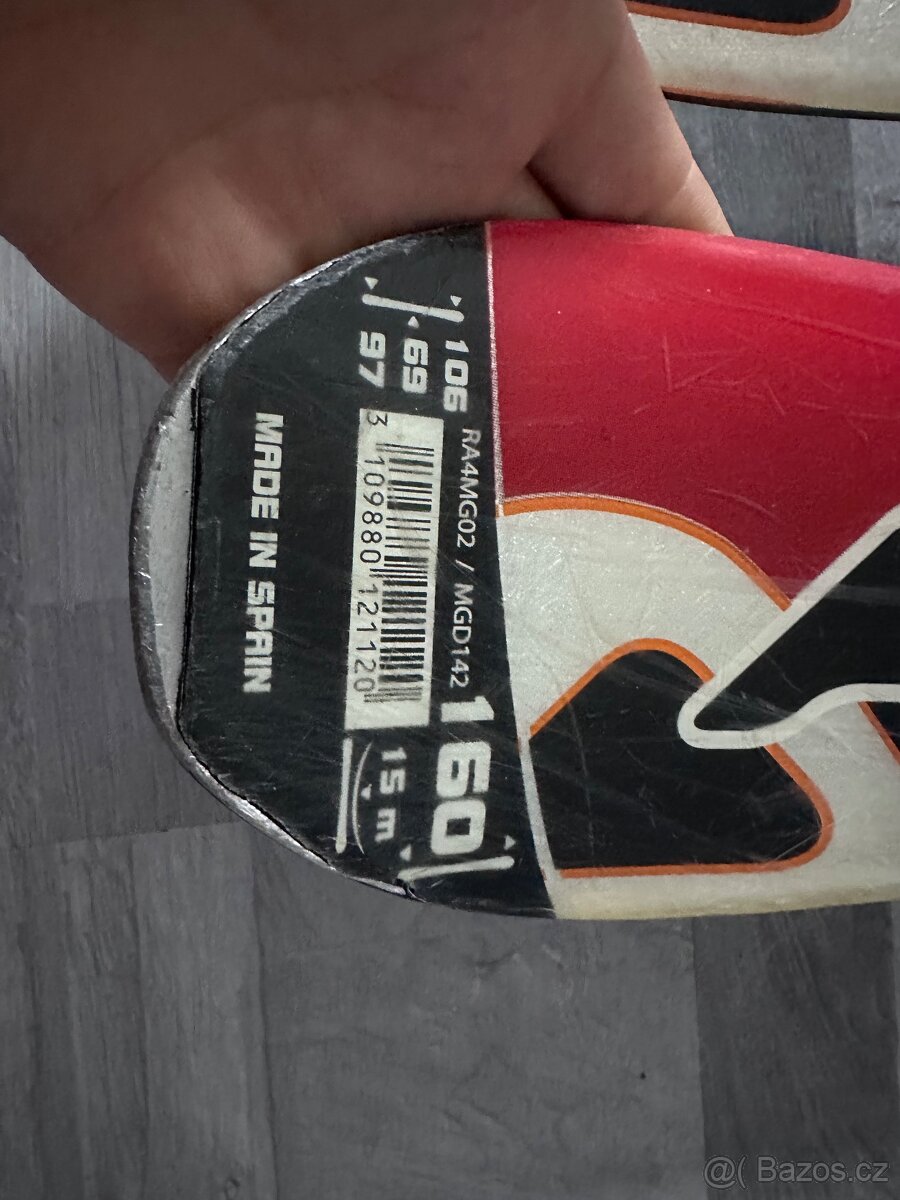 106
69
97
RA4MG02 / MGD142
160
3 109880 121120
15 m
MADE IN SPAIN
@( Bazos.cz